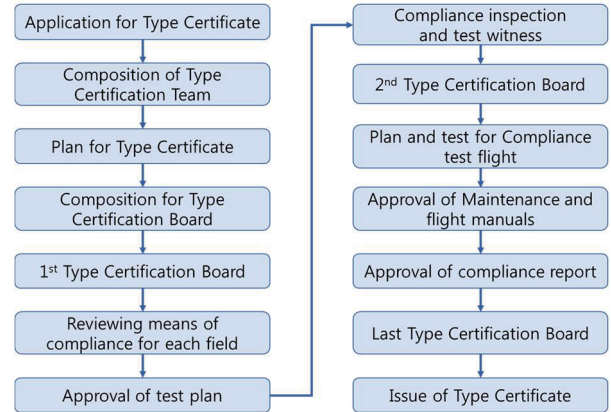 Application for Type Certificate
Composition of Type
Certification Team
Plan for Type Certificate
Composition for Type
Certification Board
1st Type Certification Board
Reviewing means of
compliance for each field
Approval of test plan
Compliance inspection
and test witness
2nd Type Certification Board
Plan and test for Compliance
test flight
Approval of Maintenance and
flight manuals
Approval of compliance report
Last Type Certification Board
Issue of Type Certificate